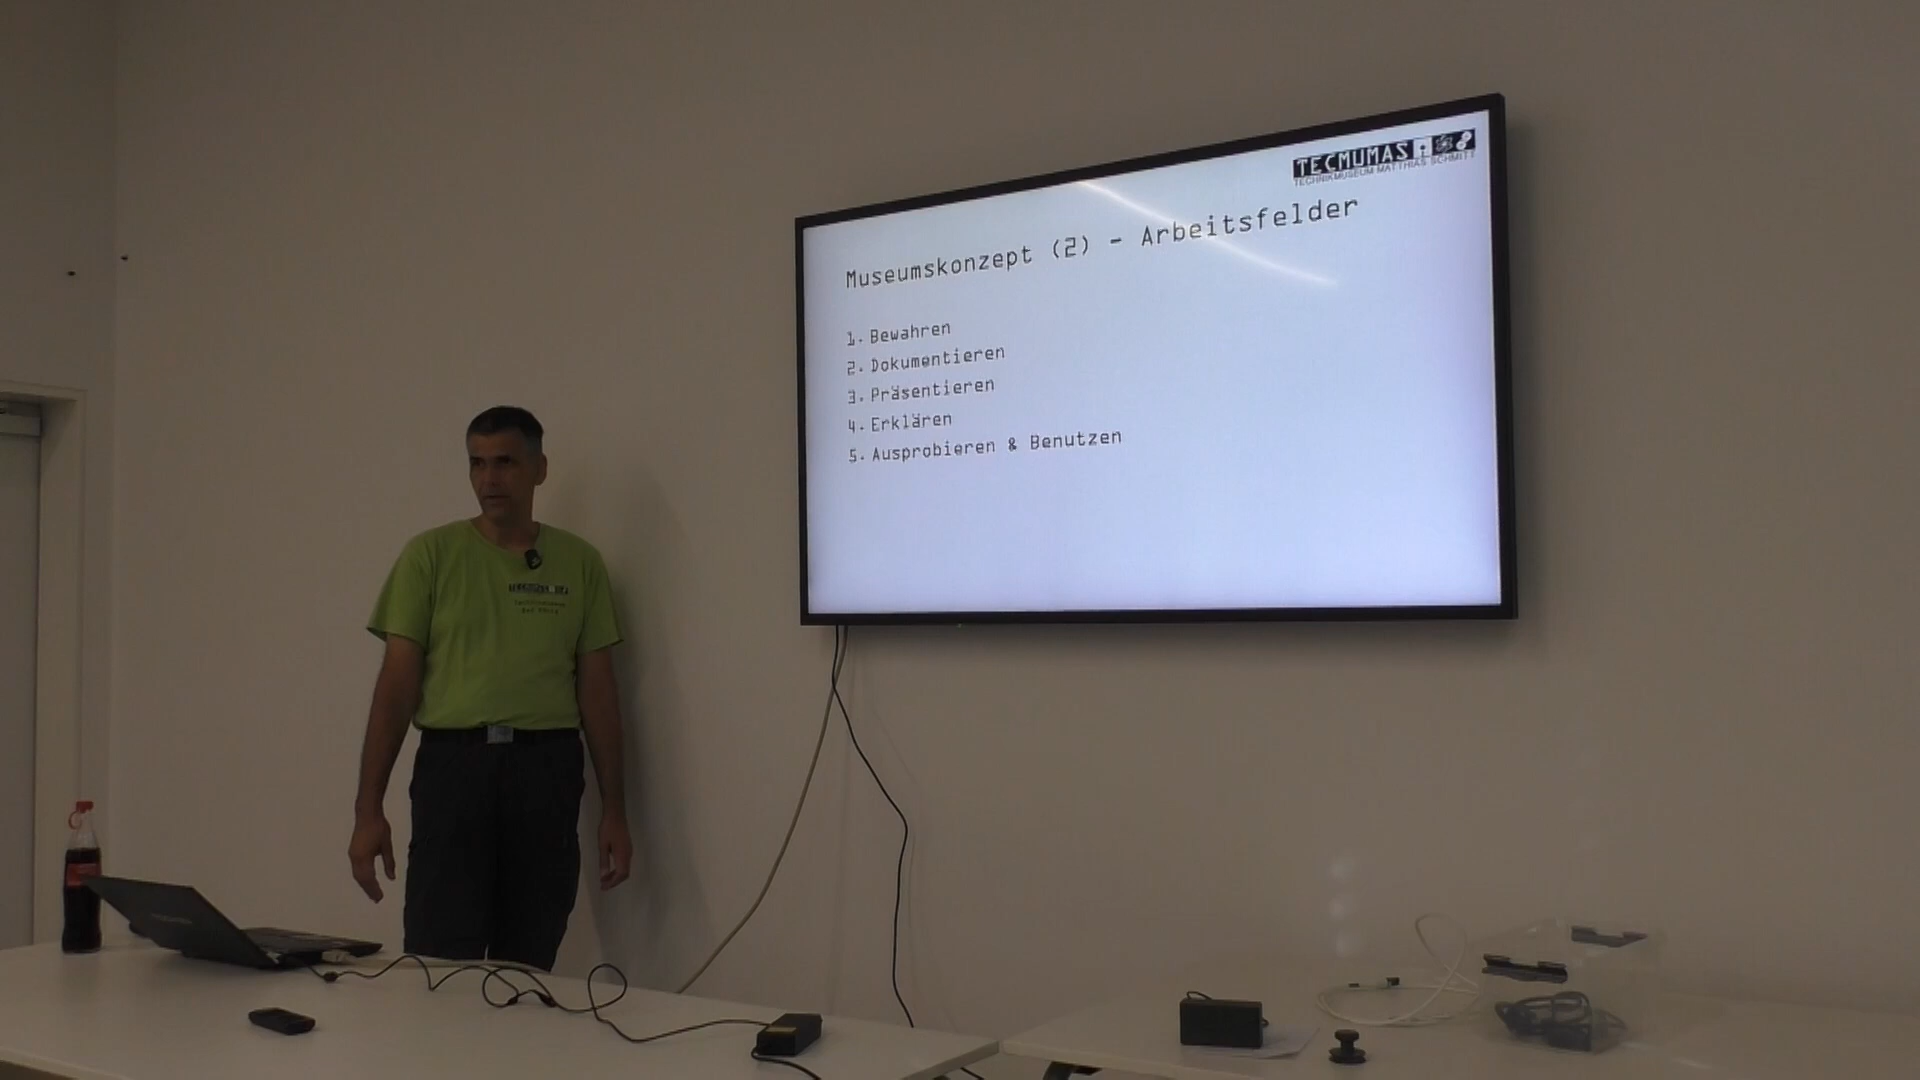 TECMUMAS
TECHNIKMUSEUM MATTHIAS SCHMITT
Museumskonzept (2) - Arbeitsfelder
1. Bewahren
2. Dokumentieren
3. Präsentieren
4. Erklären
5. Ausprobieren & Benutzen